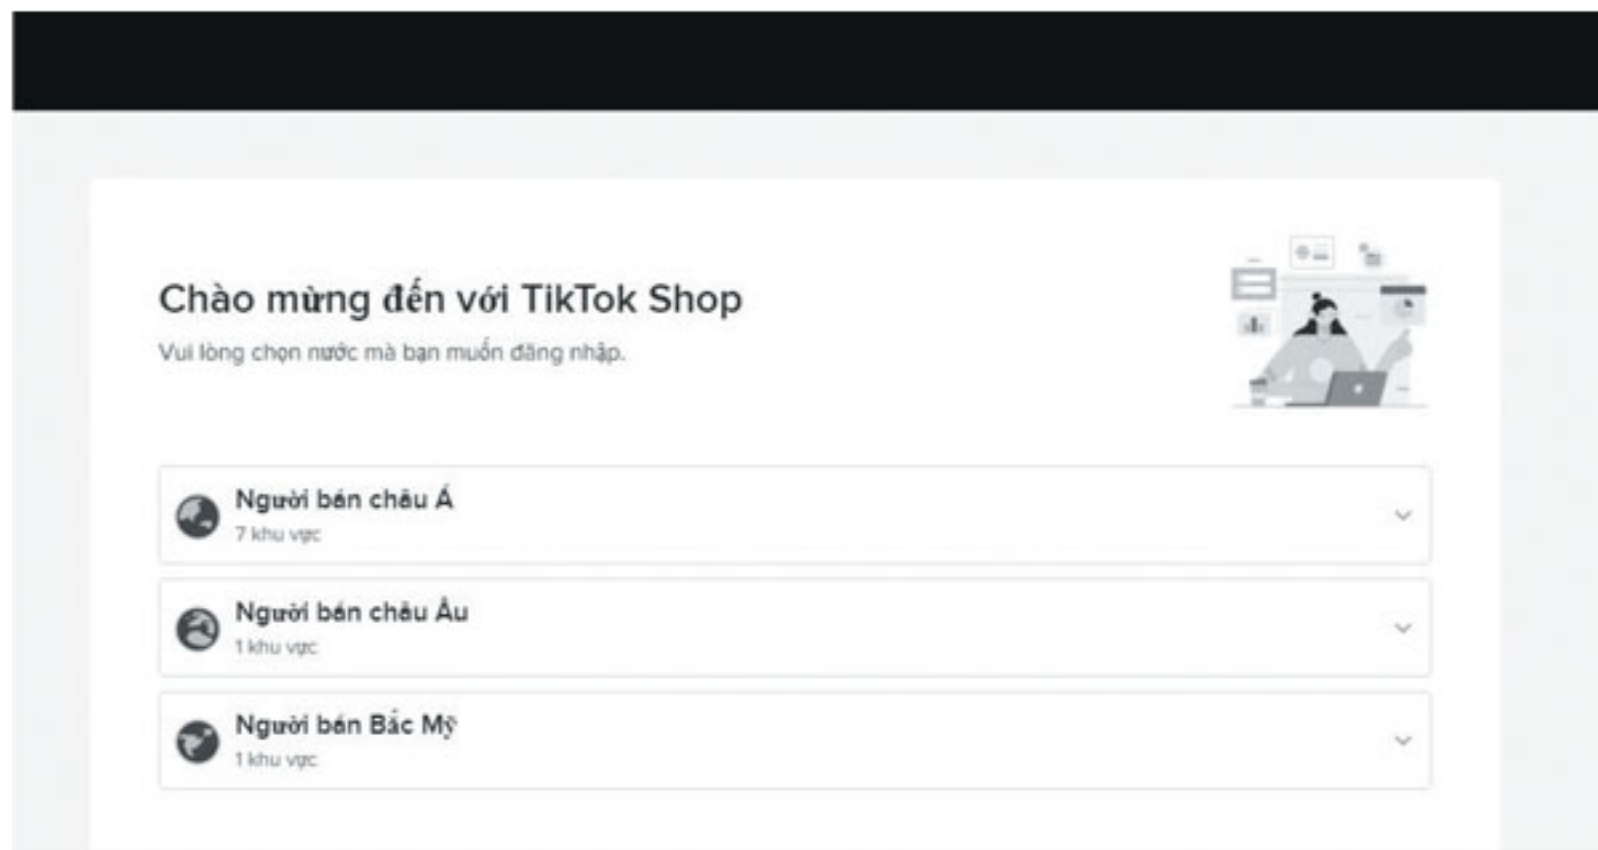 Chào mừng đến với TikTok Shop
Vui lòng chọn nước mà bạn muốn đăng nhập.
Người bán châu Á
7 khu vực
Người bán châu Âu
1 khu vực
Người bán Bắc Mỹ
1 khu vực